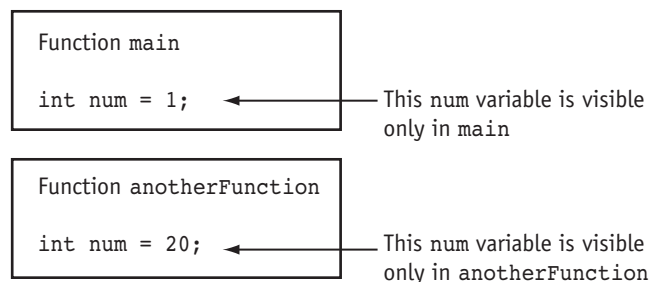 Function main
int num = 1;
This num variable is visible
only in main
Function anotherFunction
int num = 20;
This num variable is visible
only in anotherFunction